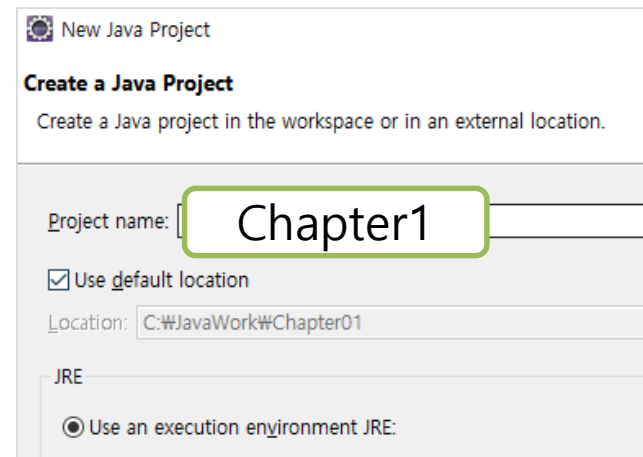 New Java Project
Create a Java Project
Create a Java project in the workspace or in an external location.
Project name: Chapter1
Use default location
Location: C:₩JavaWork₩Chapter01
JRE
Use an execution environment JRE: